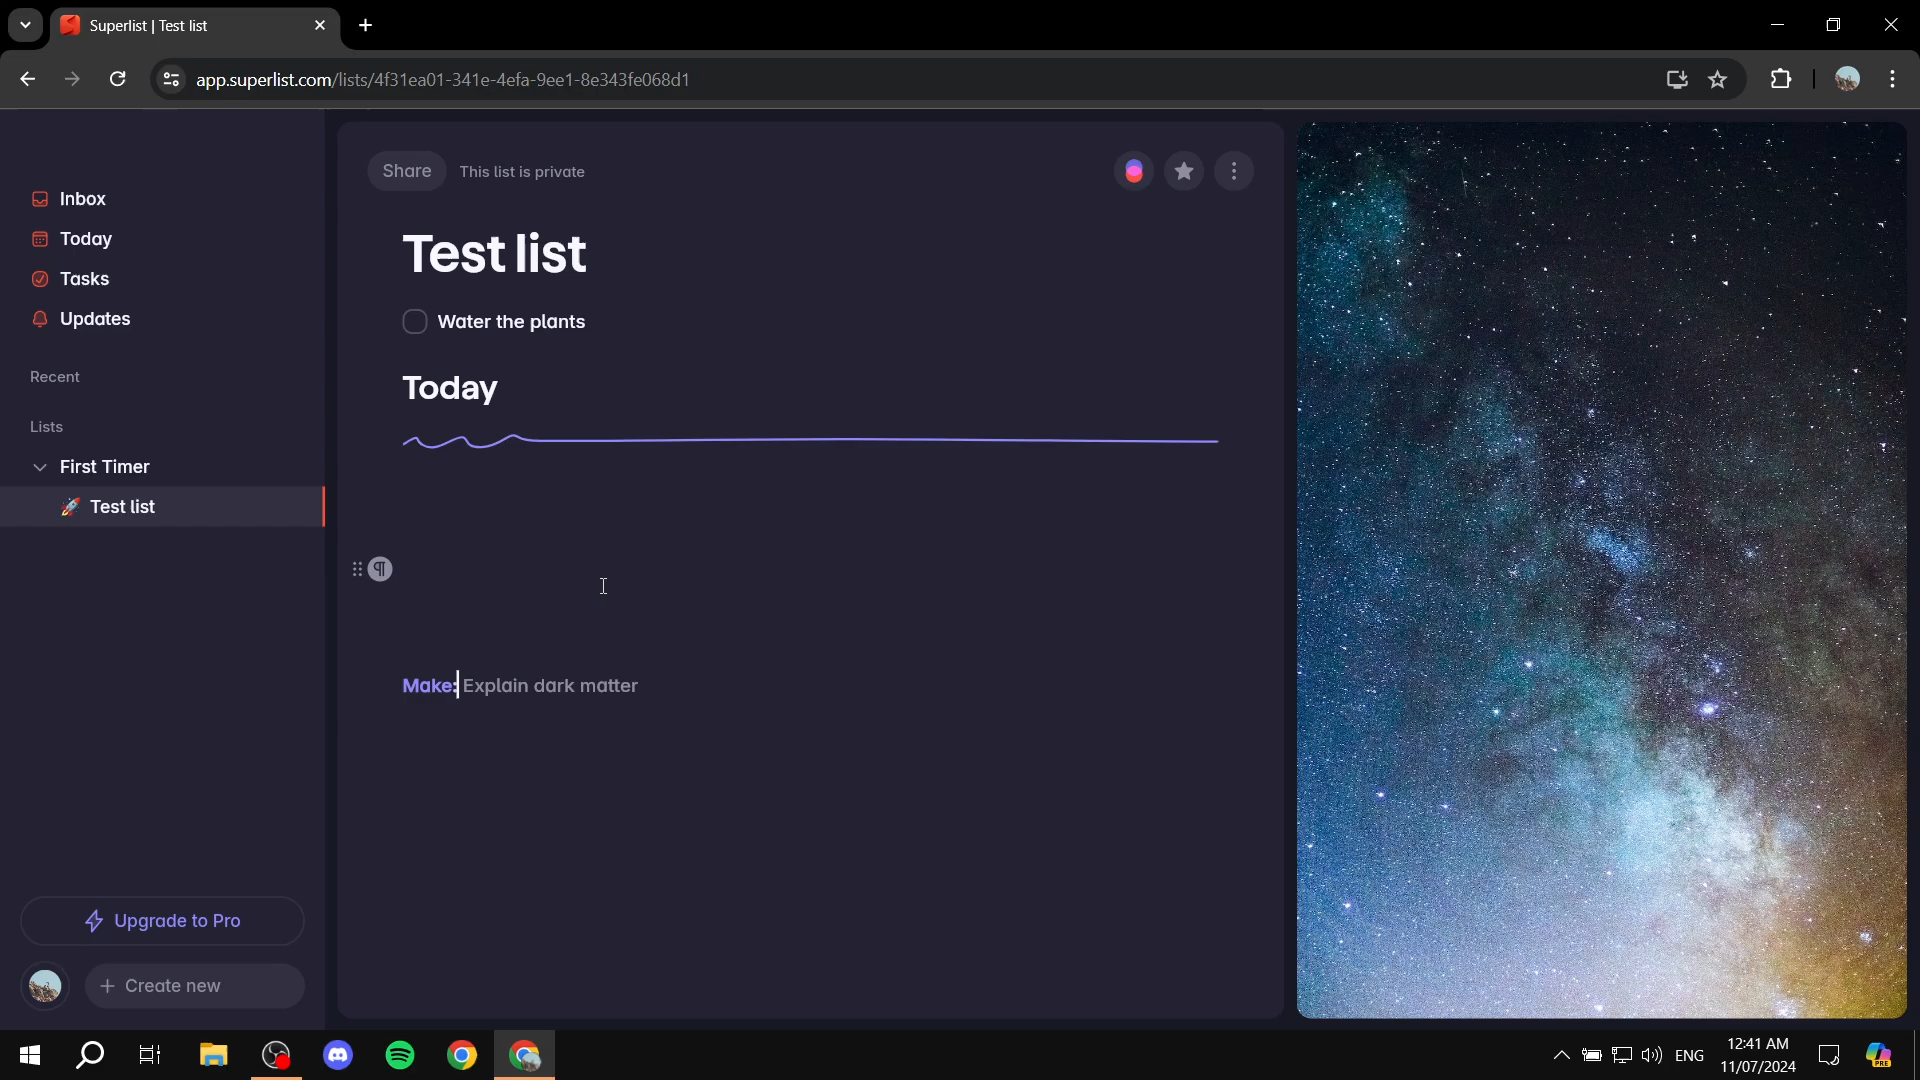 Superlist | Test list
app.superlist.com/lists/4f31ea01-341e-4efa-9ee1-8e343fe068d1
Inbox
Today
Tasks
Updates
Recent
Lists
First Timer
Test list
Upgrade to Pro
Create new
Share
This list is private
Test list
Water the plants
Today
Make: Explain dark matter
ENG
12:41 AM
11/07/2024
PRE